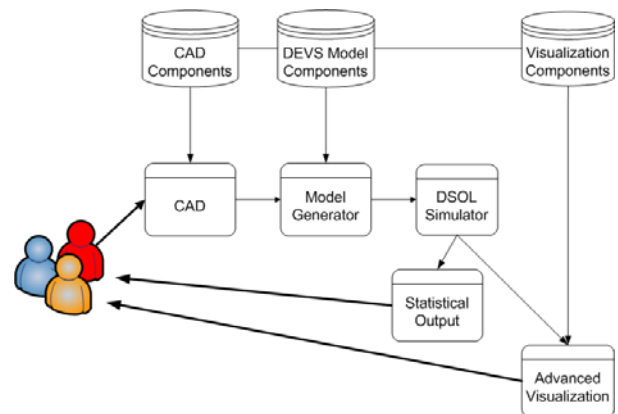 CAD
Components
DEVS Model
Components
Visualization
Components
CAD
Model
Generator
DSOL
Simulator
Statistical
Output
Advanced
Visualization